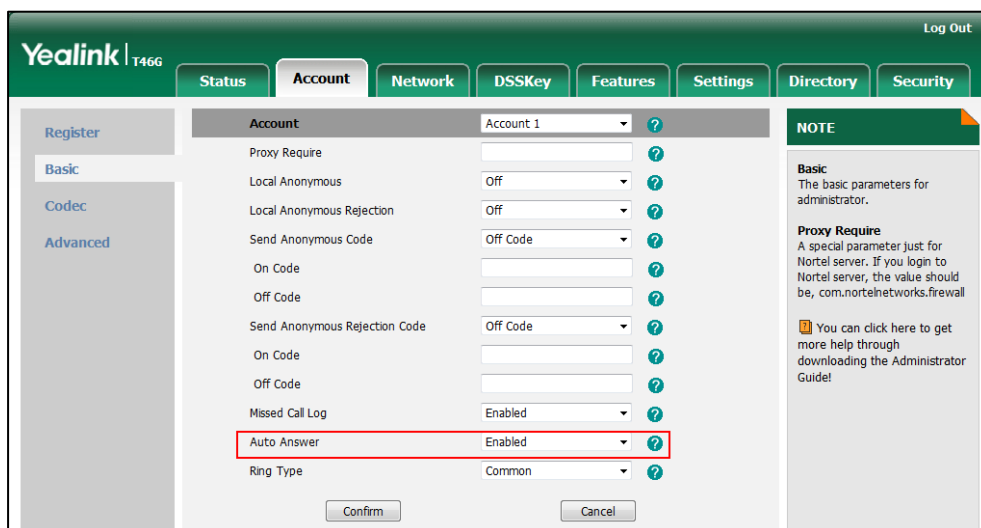 Log Out
Yealink T46G
Status Account Network DSSKey Features Settings Directory Security
Register
Basic
Codec
Advanced
Account Account 1 ?
Proxy Require ?
Local Anonymous Off ?
Local Anonymous Rejection Off ?
Send Anonymous Code Off Code ?
On Code ?
Off Code ?
Send Anonymous Rejection Code Off Code ?
On Code ?
Off Code ?
Missed Call Log Enabled ?
Auto Answer Enabled ?
Ring Type Common ?
Confirm Cancel
NOTE
Basic
The basic parameters for
administrator.
Proxy Require
A special parameter just for
Nortel server. If you login to
Nortel server, the value should
be, com.nortelnetworks.firewall
? You can click here to get
more help through
downloading the Administrator
Guide!